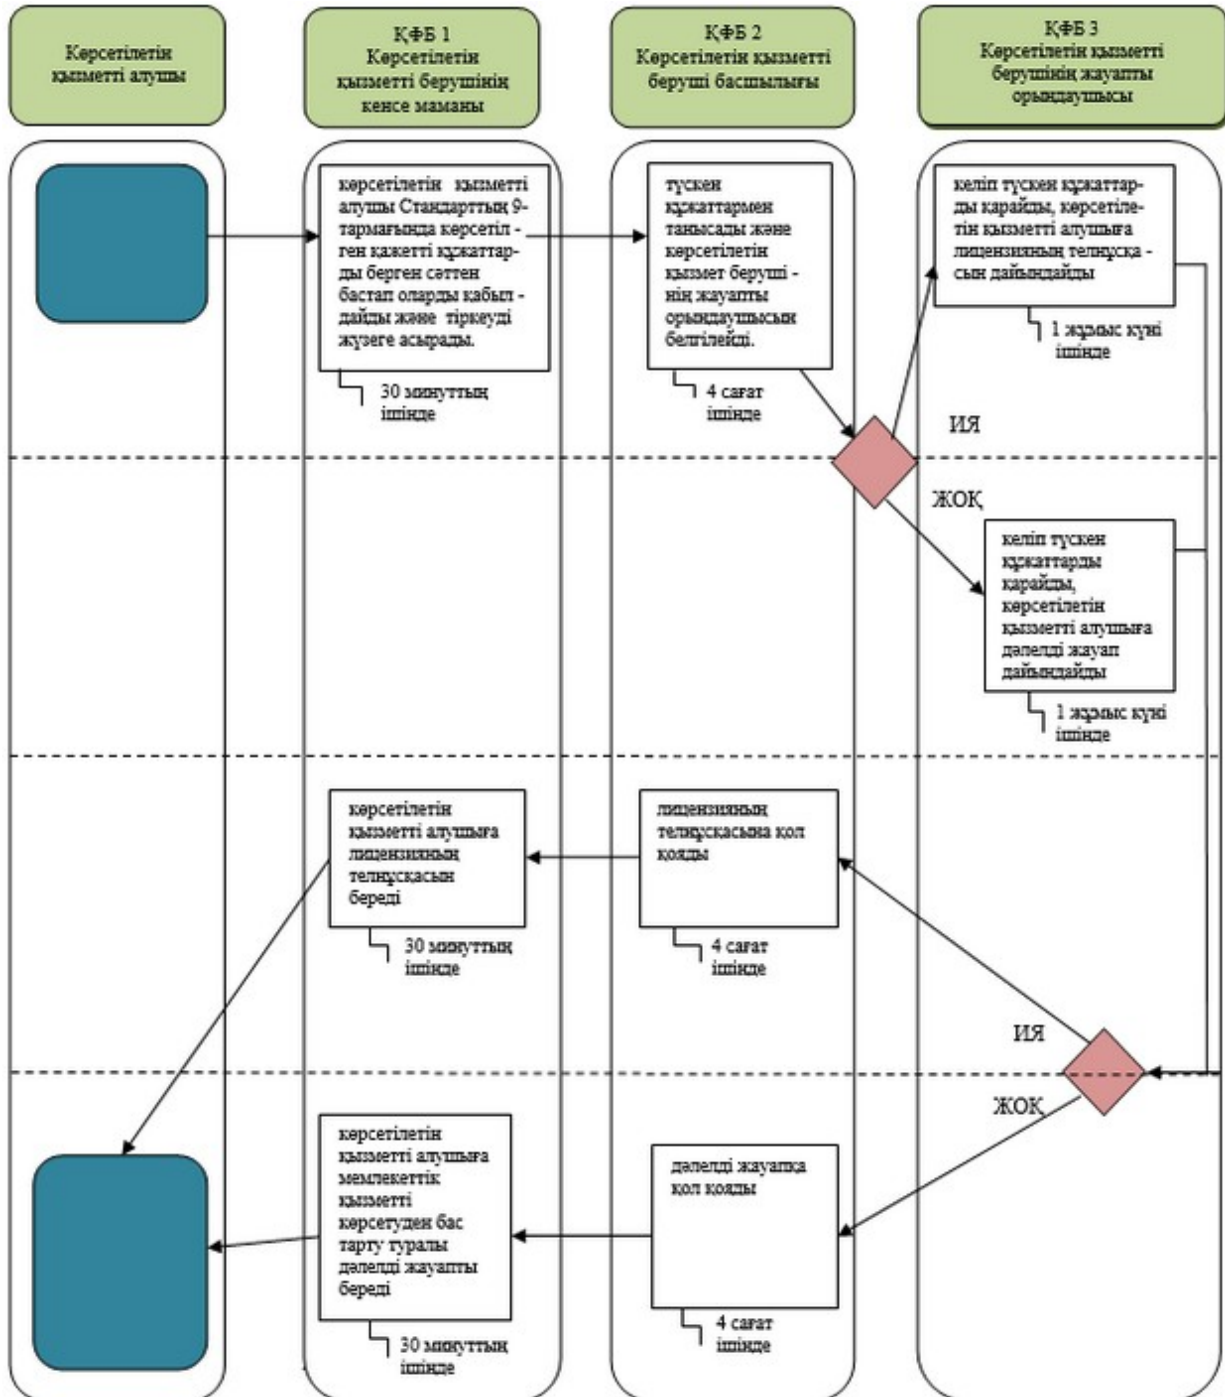 Көрсетілетін
қызметті алушы
ҚФБ 1
Көрсетілетін
қызметті берушінің
кенсе маманы
ҚФБ 2
Көрсетілетін қызметті
беруші басшылығы
ҚФБ 3
Көрсетілетін қызметті
берушінің жауапты
орындаушысы
көрсетілетін қызметті
алушы Стандарттың 9-
тармағында көрсетіл -
ген қажетті құжаттар-
ды берген сәттен
бастап оларды қабыл -
дайды және тіркеуді
жүзеге асырады.
30 минуттың
ішінде
түскен
құжаттармен
танысады және
көрсетілетін
қызмет беруші -
нің жауапты
орындаушысын
белгілейді.
4 сағат
ішінде
келіп түскен құжаттар-
ды қарайды, көрсетіле-
тін қызметті алушыға
лицензияның телнұсқа -
сын дайындайды
1 жұмыс күні
ішінде
ИЯ
ЖОҚ
келіп түскен
құжаттарды
қарайды,
көрсетілетін
қызметті алушыға
дәлелді жауап
дайындайды
1 жұмыс күні
ішінде
көрсетілетін
қызметті алушыға
лицензияның
телнұсқасын
береді
30 минуттың
ішінде
лицензияның
телнұсқасына қол
қояды
4 сағат
ішінде
ИЯ
ЖОҚ
көрсетілетін
қызметті алушыға
мемлекеттік
қызметті
көрсетуден бас
тарту туралы
дәлелді жауапты
береді
30 минуттың
ішінде
дәлелді жауапқа
қол қояды
4 сағат
ішінде